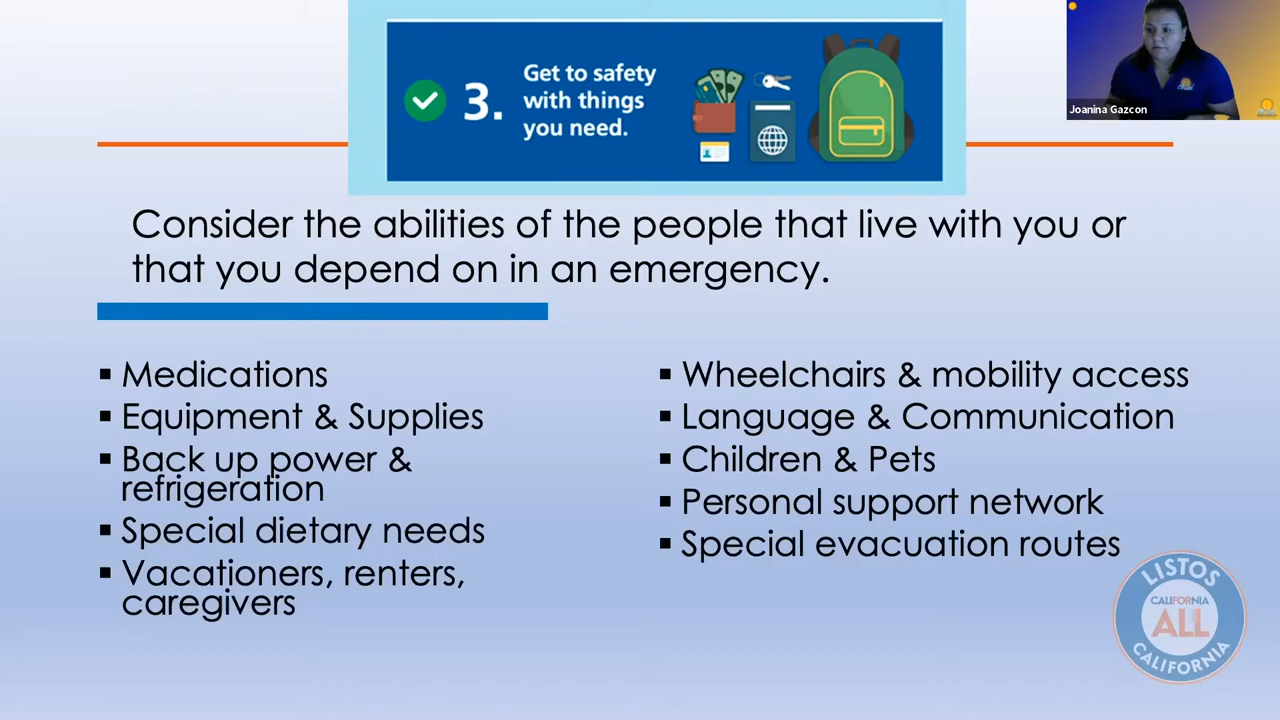 3.
Get to safety
with things
you need.
Joanina Gazcon
Consider the abilities of the people that live with you or
that you depend on in an emergency.
▪ Medications
▪ Equipment & Supplies
▪ Back up power &
refrigeration
▪ Special dietary needs
▪ Vacationers, renters,
caregivers
▪ Wheelchairs & mobility access
▪ Language & Communication
▪ Children & Pets
▪ Personal support network
▪ Special evacuation routes
LISTOS
CALIFORNIA
ALL
CALIFORNIA